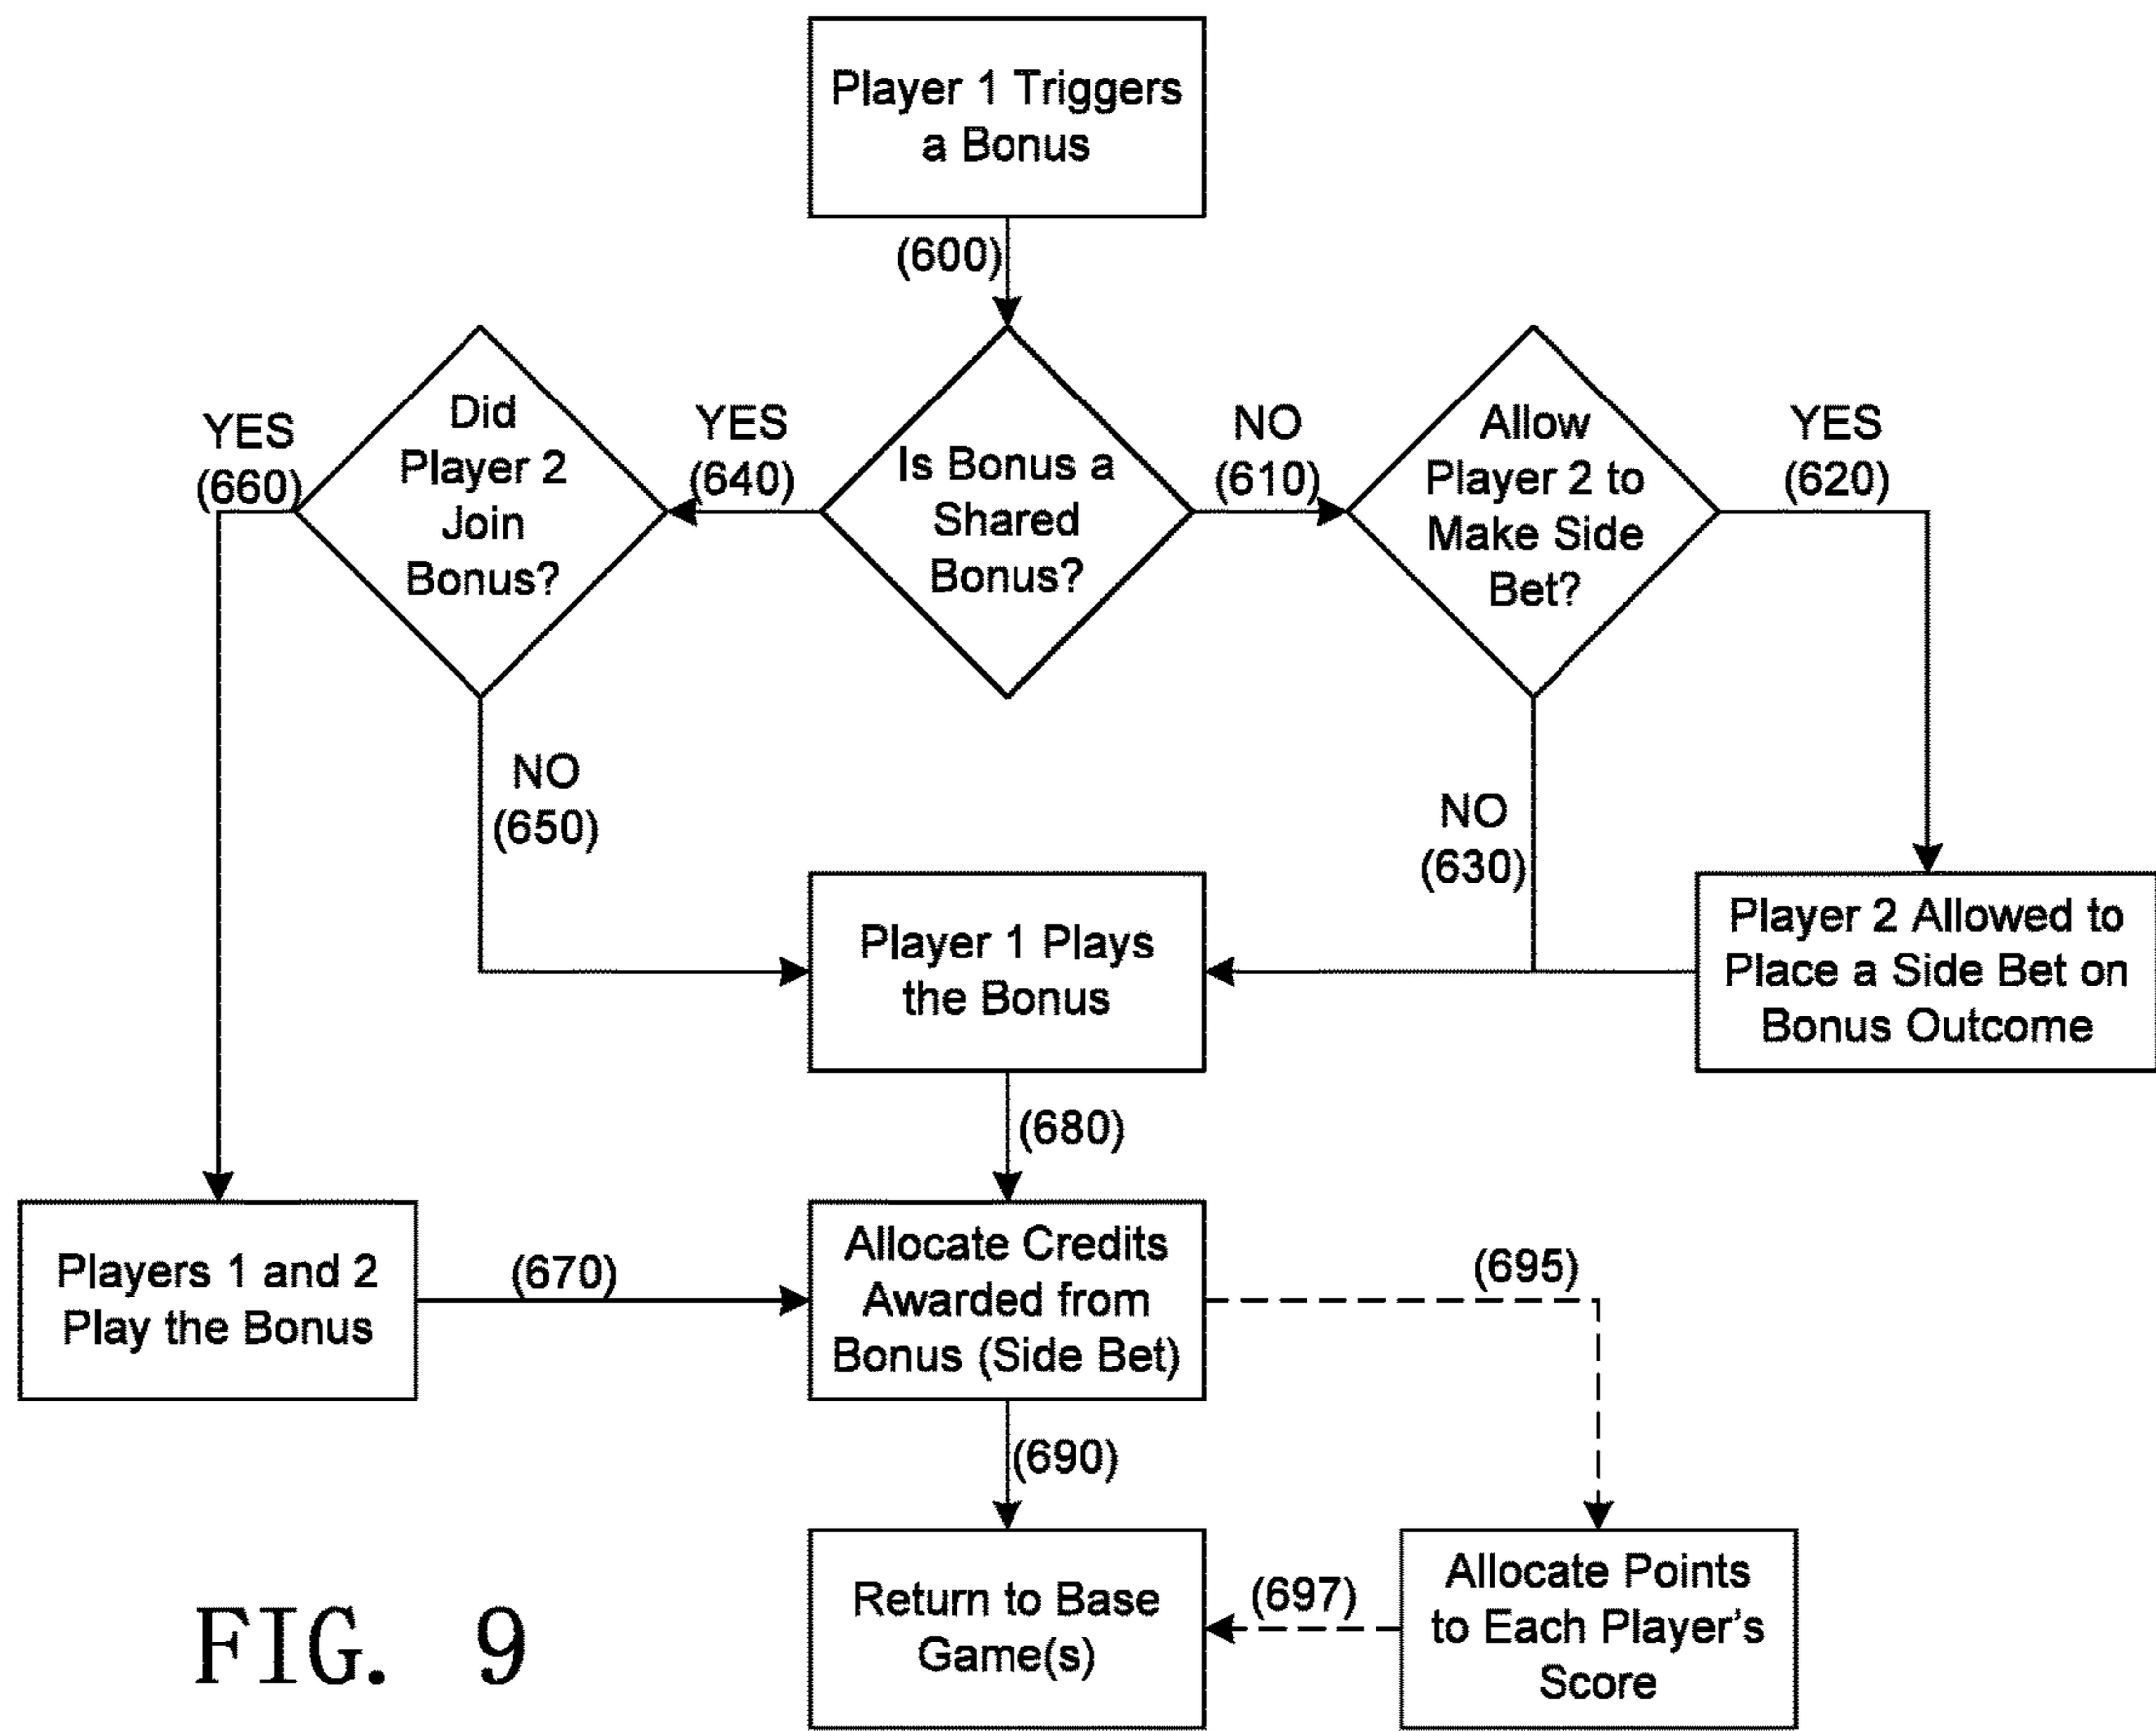 Player 1 Triggers
a Bonus
(600)
Did
Player 2
Join
Bonus?
YES
(660)
YES
(640)
Is Bonus a
Shared
Bonus?
NO
(610)
Allow
Player 2 to
Make Side
Bet?
YES
(620)
NO
(650)
NO
(630)
Player 1 Plays
the Bonus
Player 2 Allowed to
Place a Side Bet on
Bonus Outcome
(680)
Players 1 and 2
Play the Bonus
(670)
Allocate Credits
Awarded from
Bonus (Side Bet)
(695)
(690)
Return to Base
Game(s)
(697)
Allocate Points
to Each Player's
Score
FIG. 9